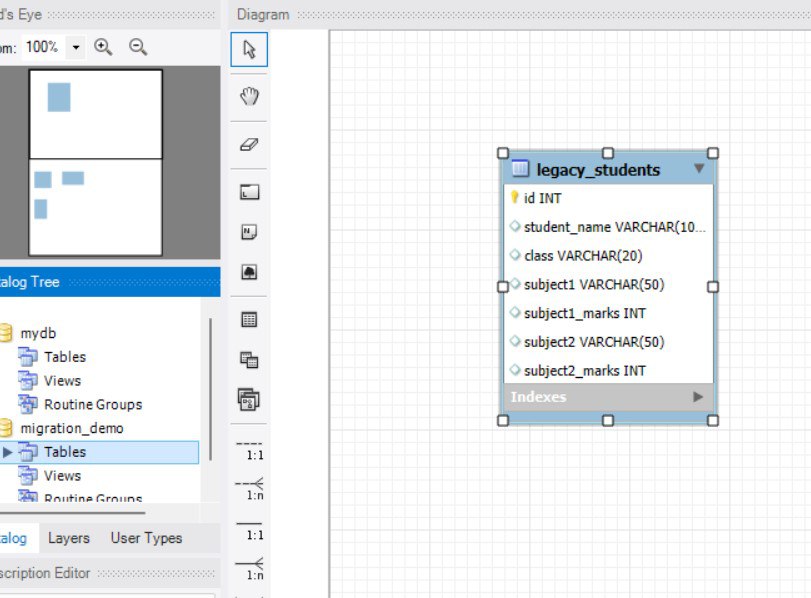 d's Eye
om: 100%
alog Tree
mydb
Tables
Views
Routine Groups
migration_demo
Tables
Views
Routine Groups
alog Layers User Types
scription Editor
Diagram
1:1
1:n
1:1
1:n
legacy_students
id INT
student_name VARCHAR(10...
class VARCHAR(20)
subject1 VARCHAR(50)
subject1_marks INT
subject2 VARCHAR(50)
subject2_marks INT
Indexes